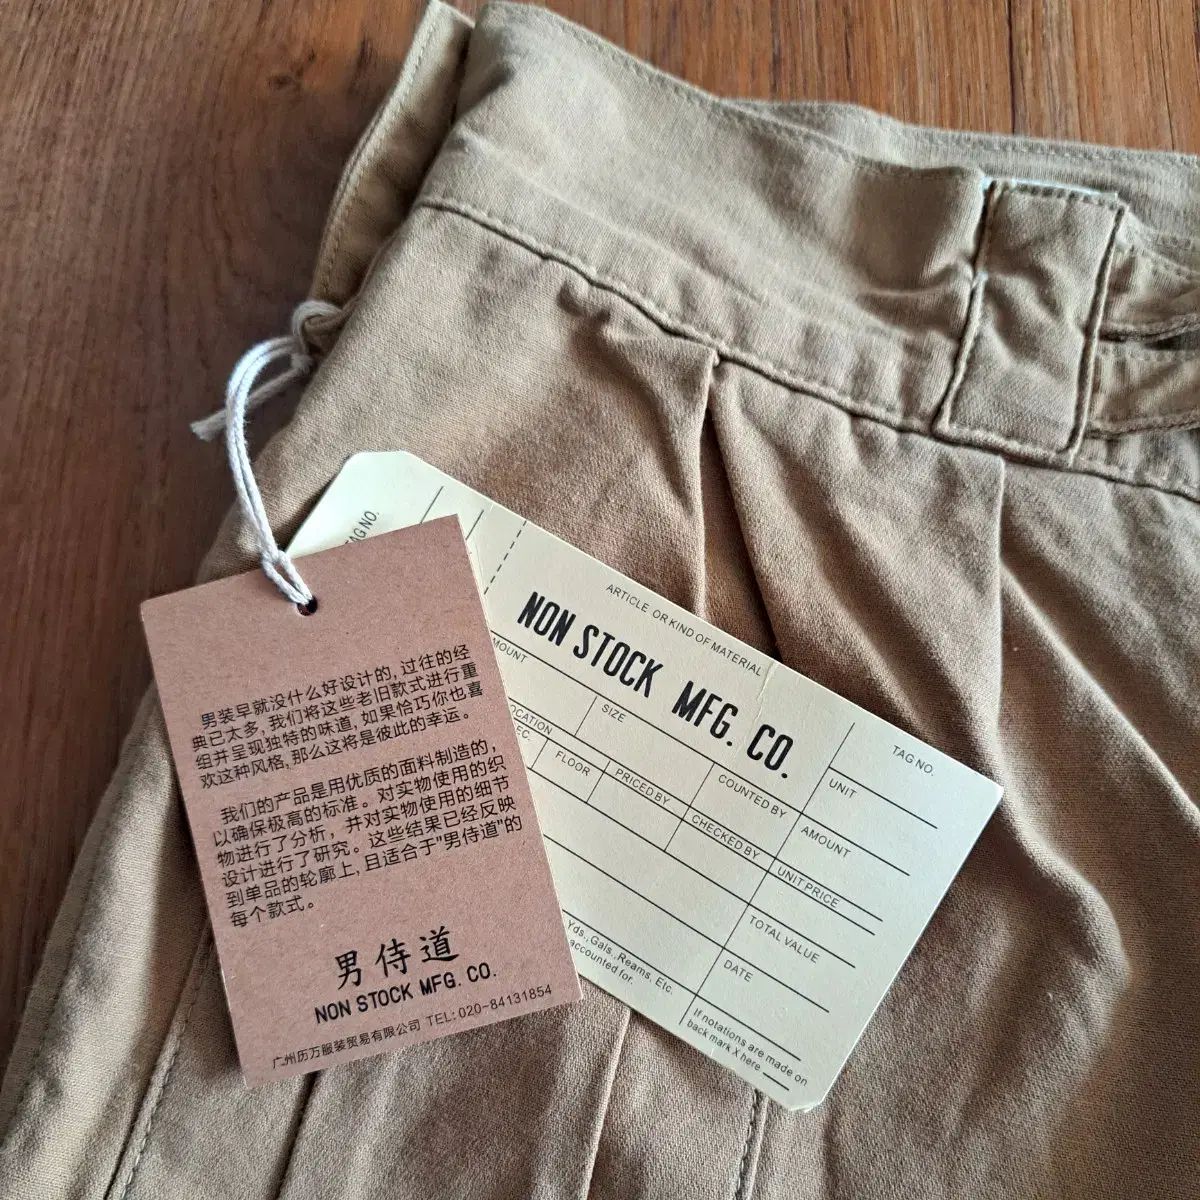 男装早就没什么好设计的, 过往的经
典已太多, 我们将这些老旧款式进行重
组并呈现独特的味道, 如果恰巧你也喜
欢这种风格, 那么这将是彼此的幸运。
我们的产品是用优质的面料制造的,
以确保极高的标准。对实物使用的织
物进行了分析，并对实物使用的细节
设计进行了研究。这些结果已经反映
到单品的轮廓上, 且适合于"男侍道"的
每个款式。
男侍道
NON STOCK MFG. CO.
广州历万服装贸易有限公司 TEL: 020-84131854
TAG NO.
ARTICLE OR KIND OF MATERIAL
NON STOCK MFG. CO.
MOUNT
SIZE
OCATION
EC.
FLOOR
PRICED BY
COUNTED BY
CHECKED BY
TAG NO.
UNIT
AMOUNT
UNIT PRICE
TOTAL VALUE
DATE
Yds., Gals., Reams, Etc.
accounted for.
If notations are made on
back mark X here